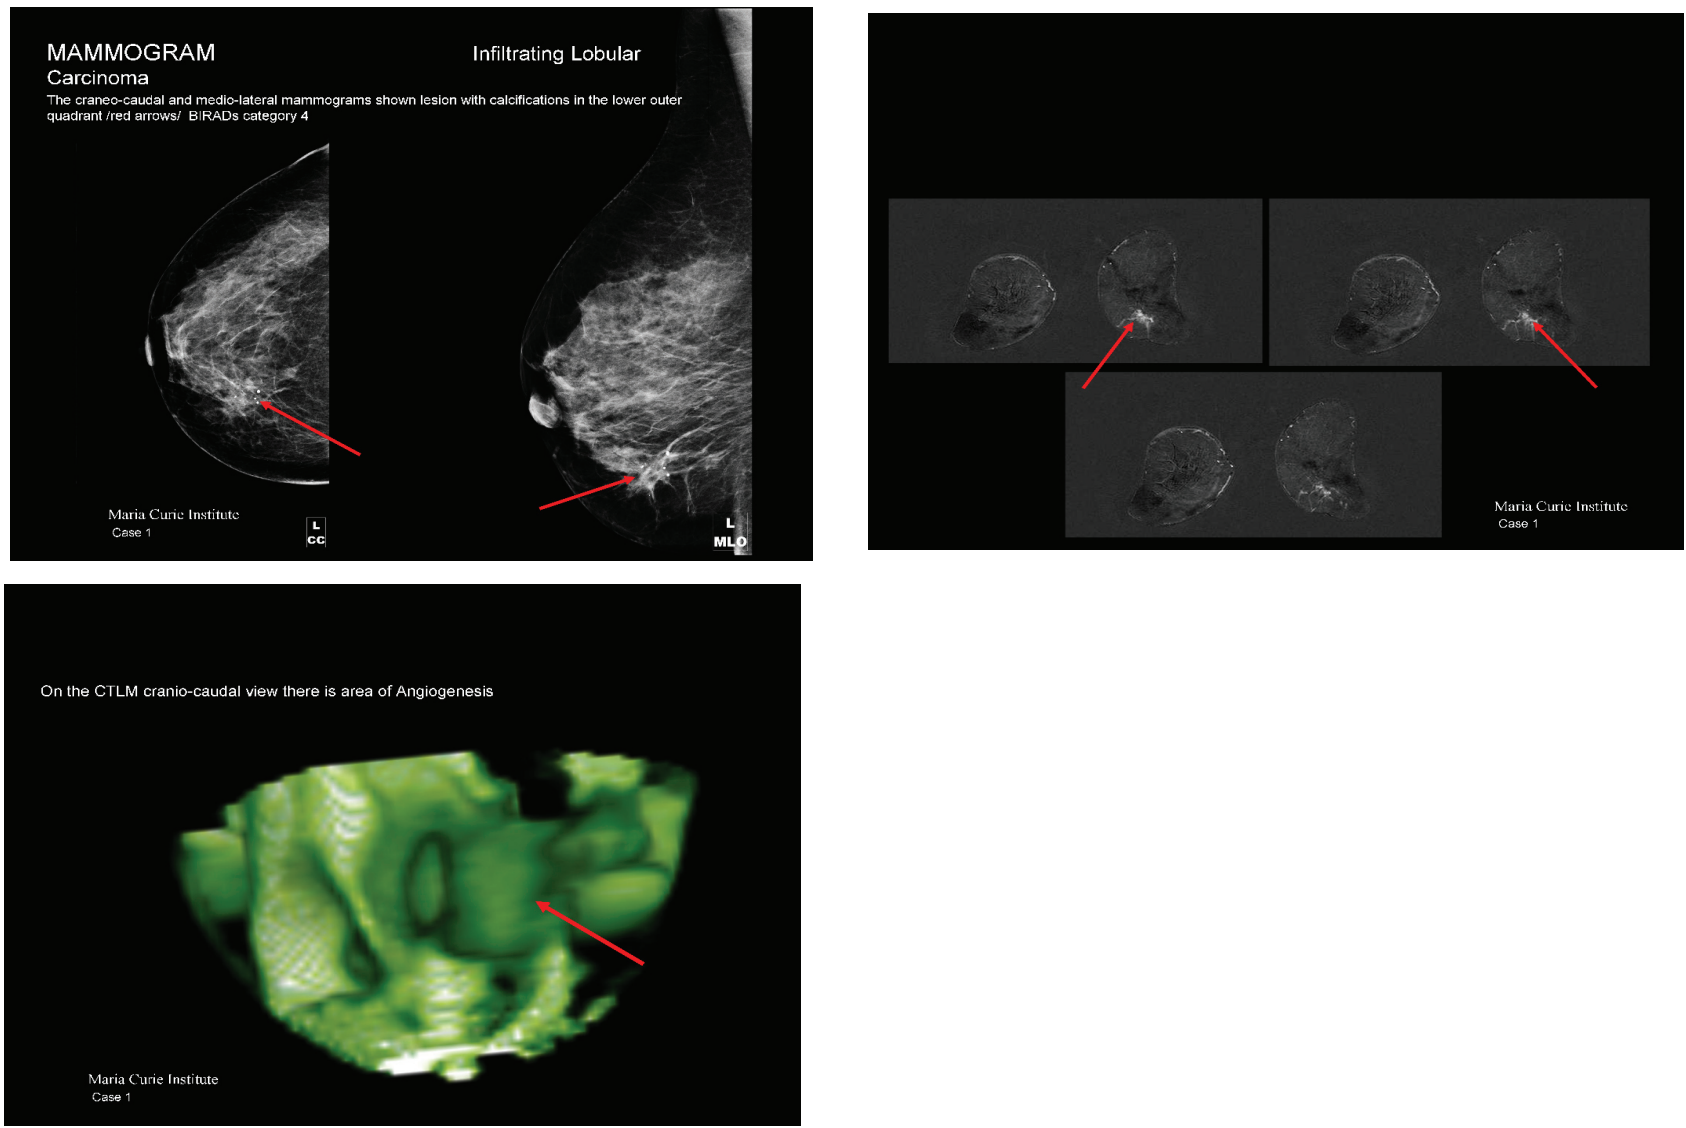 MAMMOGRAM Infiltrating Lobular
Carcinoma
The craneo-caudal and medio-lateral mammograms shown lesion with calcifications in the lower outer
quadrant /red arrows/ BIRADs category 4
Maria Curie Institute
Case 1
L
CC
L
MLO
Maria Curie Institute
Case 1
On the CTLM cranio-caudal view there is area of Angiogenesis
Maria Curie Institute
Case 1